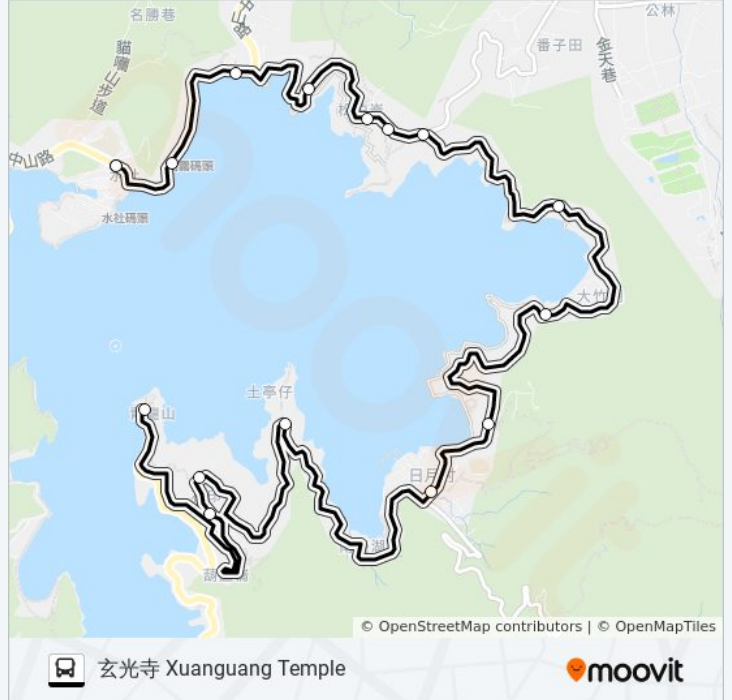 名勝巷
中山路
公林
貓囒山步道
番子田
金天巷
中山路
水社碼頭
土亭仔
日月村
© OpenStreetMap contributors | © OpenMapTiles
玄光寺 Xuanguang Temple
moovit